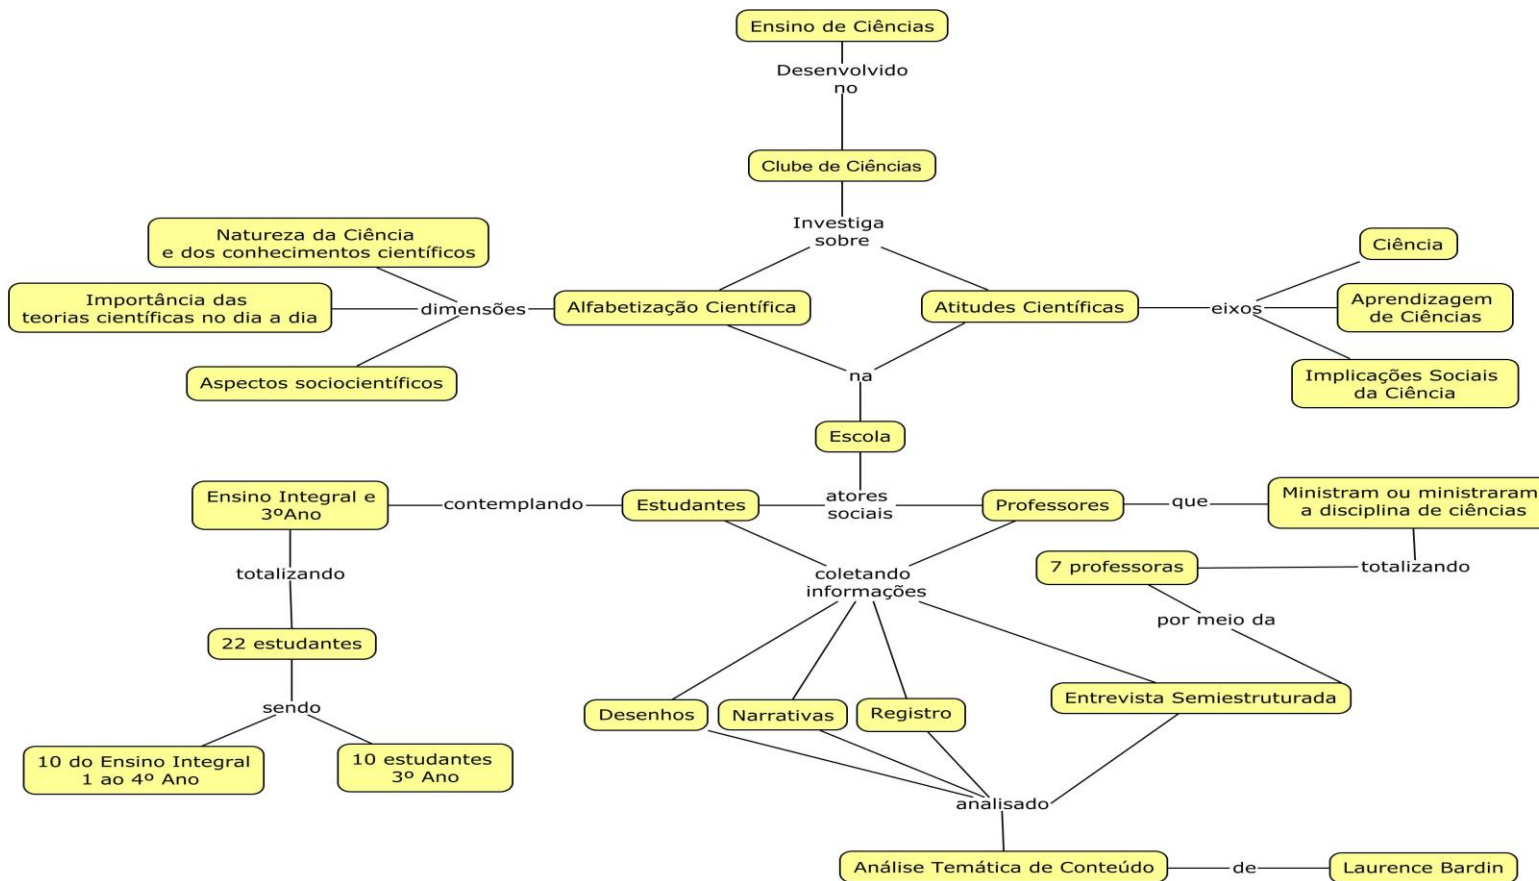 Ensino de Ciências
Desenvolvido
no
Clube de Ciências
Investiga
sobre
Natureza da Ciência
e dos conhecimentos científicos
Importância das
teorias científicas no dia a dia
Aspectos sociocientíficos
dimensões
Alfabetização Científica
Atitudes Científicas
eixos
Ciência
Aprendizagem
de Ciências
Implicações Sociais
da Ciência
na
Escola
atores
sociais
Estudantes
contemplando
Ensino Integral e
3ºAno
totalizando
22 estudantes
sendo
10 do Ensino Integral
1 ao 4º Ano
10 estudantes
3º Ano
Professores
que
Ministram ou ministraram
a disciplina de ciências
totalizando
7 professoras
por meio da
coletando
informações
Desenhos
Narrativas
Registro
Entrevista Semiestruturada
analisado
Análise Temática de Conteúdo
de
Laurence Bardin